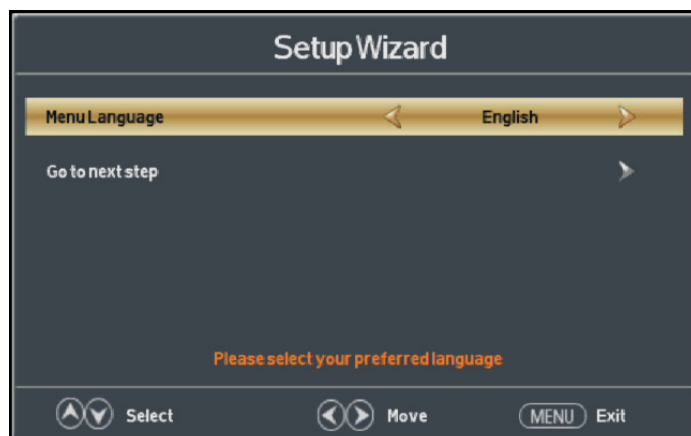 Setup Wizard
Menu Language English
Go to next step
Please select your preferred language
Select Move MENU Exit